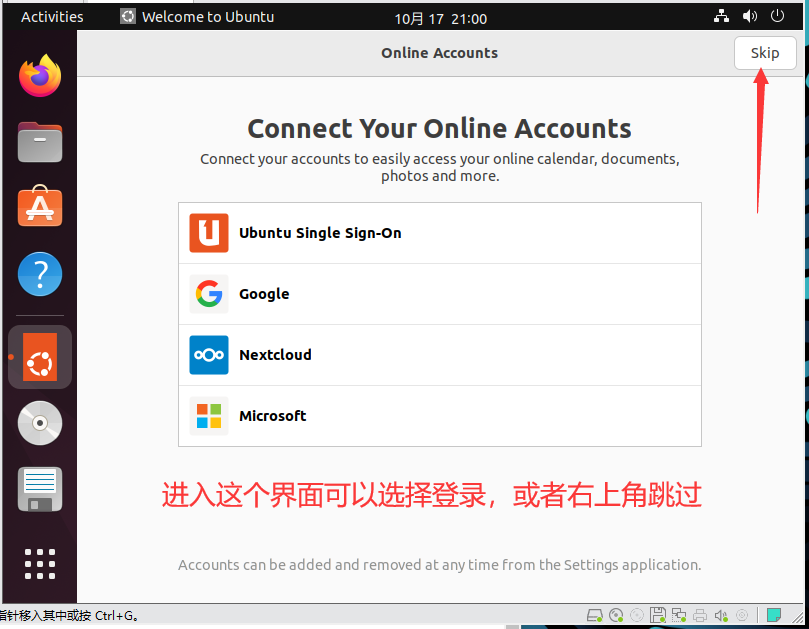 Activities
Welcome to Ubuntu
10月 17 21:00
Online Accounts
Skip
Connect Your Online Accounts
Connect your accounts to easily access your online calendar, documents,
photos and more.
Ubuntu Single Sign-On
Google
Nextcloud
Microsoft
进入这个界面可以选择登录，或者右上角跳过
Accounts can be added and removed at any time from the Settings application.
指针移入其中或按 Ctrl+G。